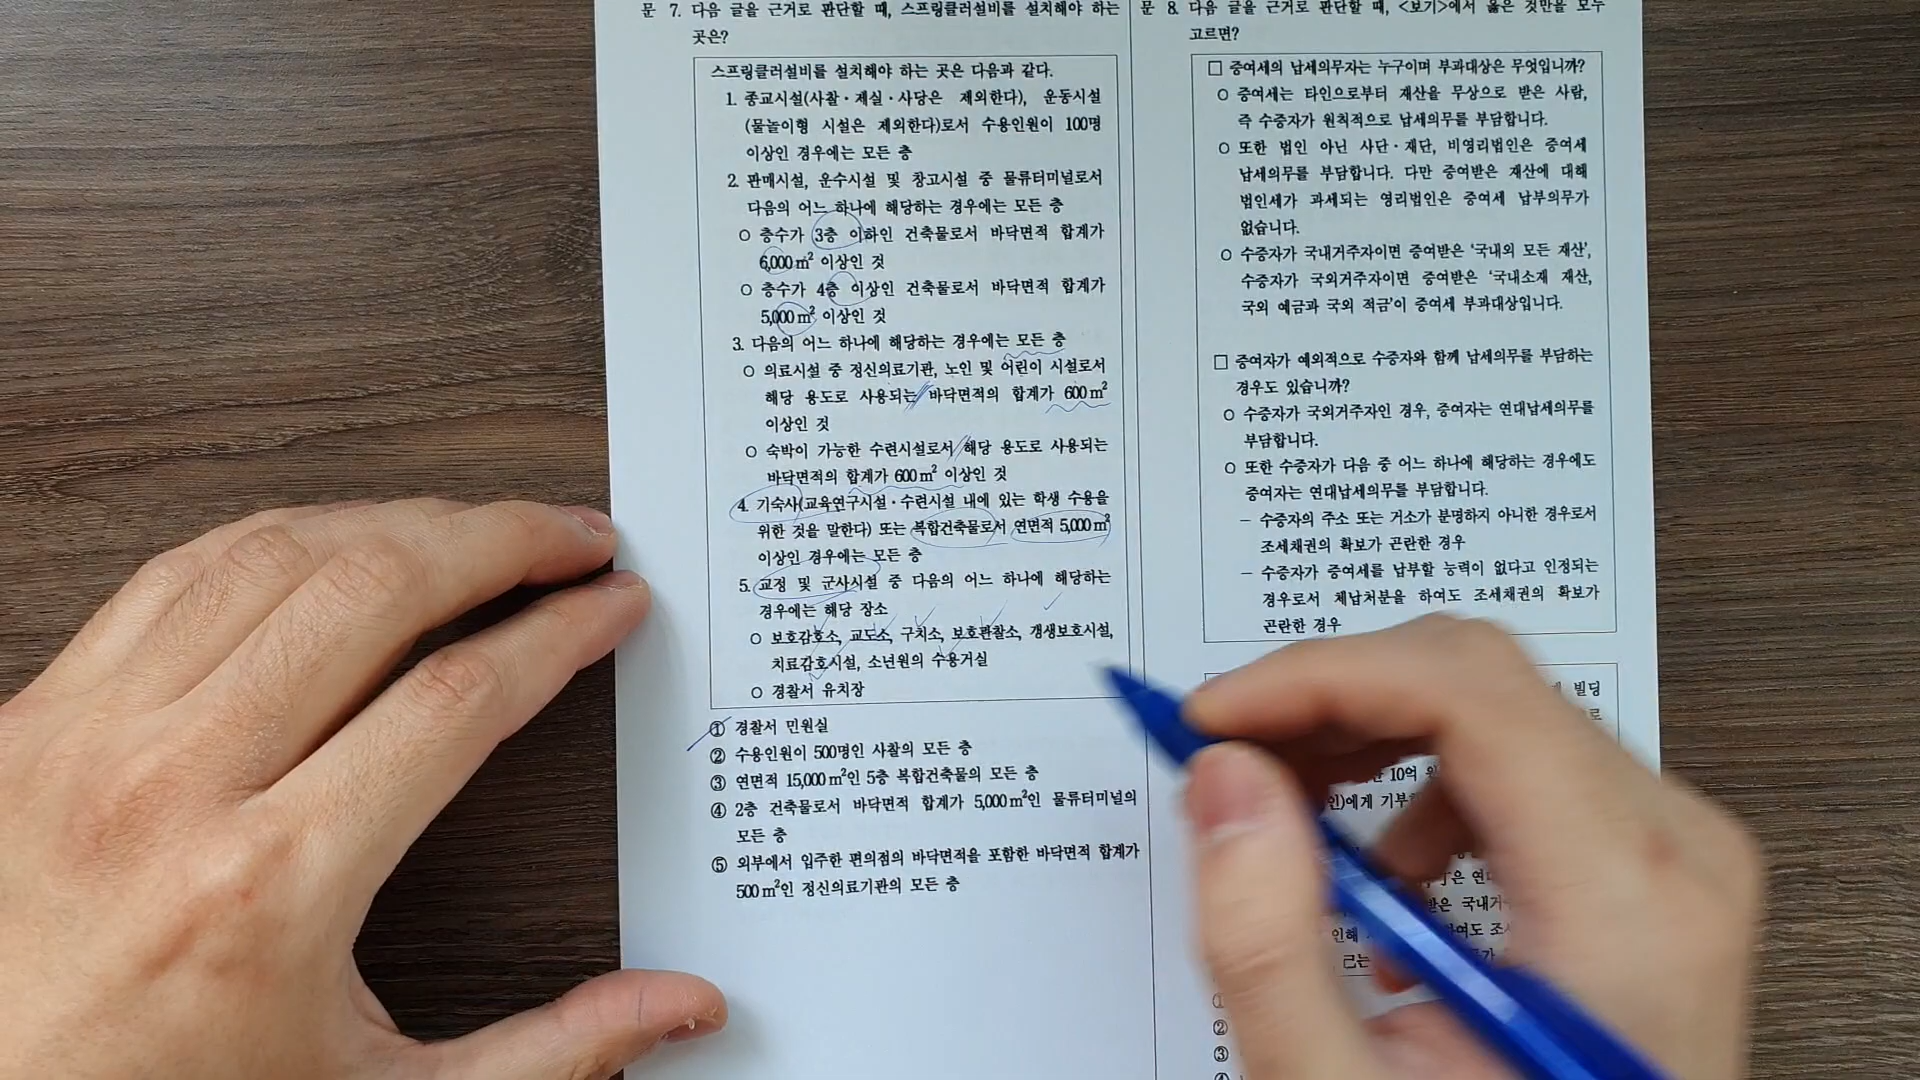 문 7. 다음 글을 근거로 판단할 때, 스프링클러설비를 설치해야 하는
곳은?
스프링클러설비를 설치해야 하는 곳은 다음과 같다.
1. 종교시설(사찰·제실·사당은 제외한다), 운동시설
(물놀이형 시설은 제외한다)로서 수용인원이 100명
이상인 경우에는 모든 층
2. 판매시설, 운수시설 및 창고시설 중 물류터미널로서
다음의 어느 하나에 해당하는 경우에는 모든 층
○ 층수가 3층 이하인 건축물로서 바닥면적 합계가
6,000㎡ 이상인 것
○ 층수가 4층 이상인 건축물로서 바닥면적 합계가
5,000㎡ 이상인 것
3. 다음의 어느 하나에 해당하는 경우에는 모든 층
○ 의료시설 중 정신의료기관, 노인 및 어린이 시설로서
해당 용도로 사용되는 바닥면적의 합계가 600㎡
이상인 것
○ 숙박이 가능한 수련시설로서 해당 용도로 사용되는
바닥면적의 합계가 600㎡ 이상인 것
4. 기숙사(교육연구시설·수련시설 내에 있는 학생 수용을
위한 것을 말한다) 또는 복합건축물로서 연면적 5,000㎡
이상인 경우에는 모든 층
5. 교정 및 군사시설 중 다음의 어느 하나에 해당하는
경우에는 해당 장소
○ 보호감호소, 교도소, 구치소, 보호관찰소, 갱생보호시설,
치료감호시설, 소년원의 수용거실
○ 경찰서 유치장
① 경찰서 민원실
② 수용인원이 500명인 사찰의 모든 층
③ 연면적 15,000㎡인 5층 복합건축물의 모든 층
④ 2층 건축물로서 바닥면적 합계가 5,000㎡인 물류터미널의
모든 층
⑤ 외부에서 입주한 편의점의 바닥면적을 포함한 바닥면적 합계가
500㎡인 정신의료기관의 모든 층
문 8. 다음 글을 근거로 판단할 때, <보기>에서 옳은 것만을 모두
고르면?
□ 증여세의 납세의무자는 누구이며 부과대상은 무엇입니까?
○ 증여세는 타인으로부터 재산을 무상으로 받은 사람,
즉 수증자가 원칙적으로 납세의무를 부담합니다.
○ 또한 법인 아닌 사단·재단, 비영리법인은 증여세
납세의무를 부담합니다. 다만 증여받은 재산에 대해
법인세가 과세되는 영리법인은 증여세 납부의무가
없습니다.
○ 수증자가 국내거주자이면 증여받은 '국내외 모든 재산',
수증자가 국외거주자이면 증여받은 '국내소재 재산,
국외 예금과 국외 적금'이 증여세 부과대상입니다.
□ 증여자가 예외적으로 수증자와 함께 납세의무를 부담하는
경우도 있습니까?
○ 수증자가 국외거주자인 경우, 증여자는 연대납세의무를
부담합니다.
○ 또한 수증자가 다음 중 어느 하나에 해당하는 경우에도
증여자는 연대납세의무를 부담합니다.
－ 수증자의 주소 또는 거소가 분명하지 아니한 경우로서
조세채권의 확보가 곤란한 경우
－ 수증자가 증여세를 납부할 능력이 없다고 인정되는
경우로서 체납처분을 하여도 조세채권의 확보가
곤란한 경우
빌딩
10억
에게
은
받은 국내
인해
己는
①
②
③